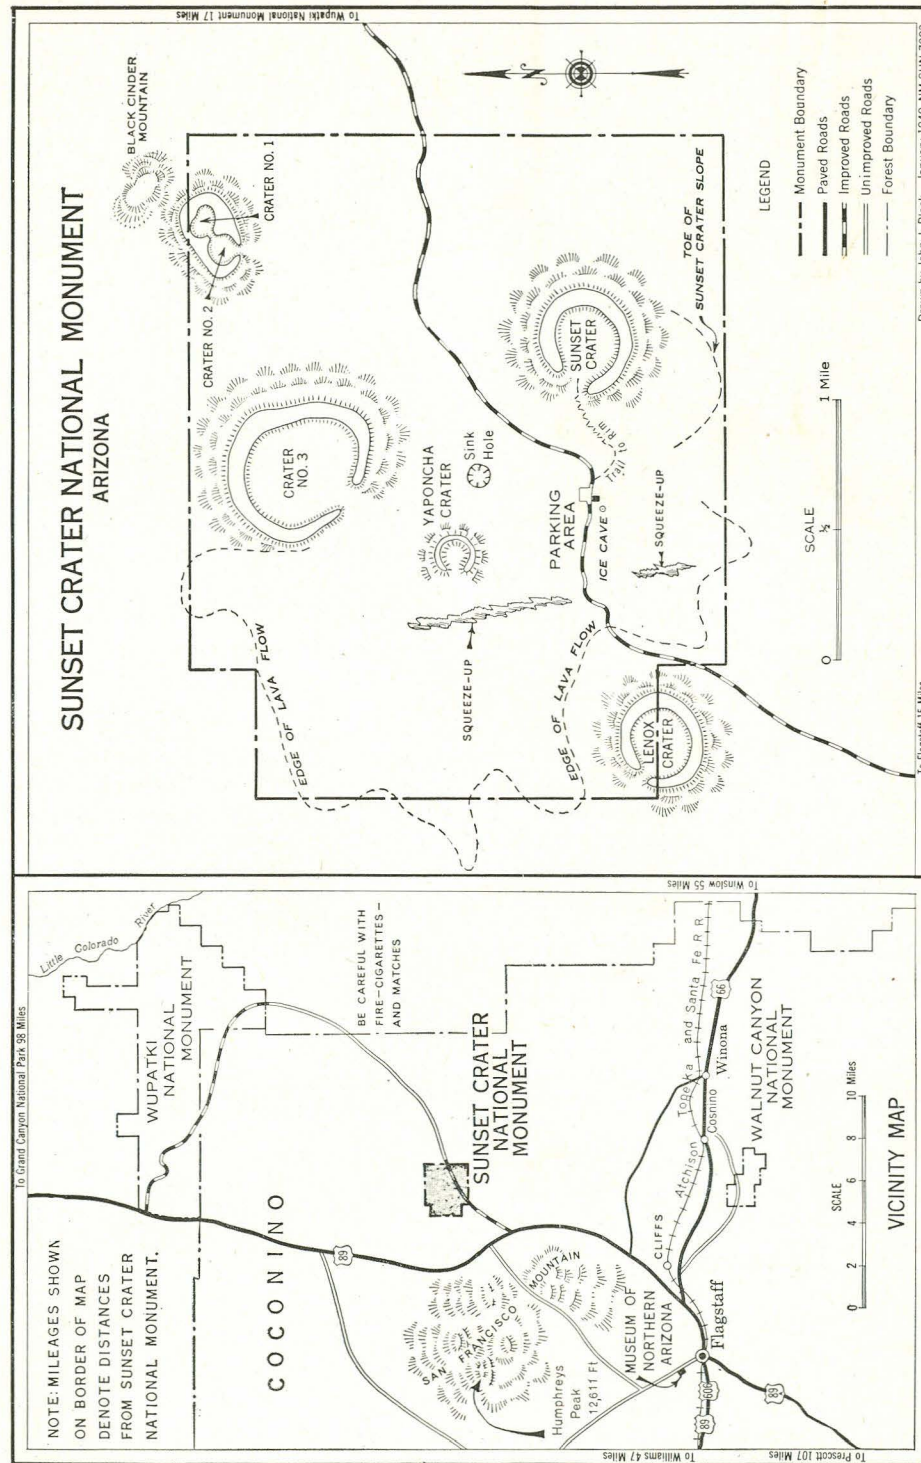 SUNSET CRATER NATIONAL MONUMENT
ARIZONA
To Wupatki National Monument 17 Miles
BLACK CINDER
MOUNTAIN
CRATER NO. 1
CRATER NO. 2
CRATER
NO. 3
YAPONCHA
CRATER
Sink
Hole
N
SQUEEZE-UP
EDGE OF LAVA FLOW
EDGE OF LAVA FLOW
PARKING
AREA
ICE CAVE
SQUEEZE-UP
Trail to Rim
SUNSET
CRATER
TOE OF
SUNSET CRATER SLOPE
LENOX
CRATER
SCALE
0 ½ 1 Mile
LEGEND
Monument Boundary
Paved Roads
Improved Roads
Unimproved Roads
Forest Boundary
To Flagstaff 15 Miles
To Grand Canyon National Park 98 Miles
NOTE: MILEAGES SHOWN
ON BORDER OF MAP
DENOTE DISTANCES
FROM SUNSET CRATER
NATIONAL MONUMENT.
Little Colorado River
WUPATKI
NATIONAL
MONUMENT
COCONINO
BE CAREFUL WITH
FIRE–CIGARETTES–
AND MATCHES
89
SUNSET CRATER
NATIONAL
MONUMENT
SAN FRANCISCO MOUNTAIN
Humphreys
Peak
12,611 Ft
MUSEUM OF
NORTHERN
ARIZONA
CLIFFS
Atchison Topeka and Santa Fe R R
Cosnino
Winona
66
Flagstaff
89
89
WALNUT CANYON
NATIONAL
MONUMENT
To Winslow 55 Miles
To Williams 47 Miles
To Prescott 107 Miles
SCALE
0 2 4 6 8 10 Miles
VICINITY MAP